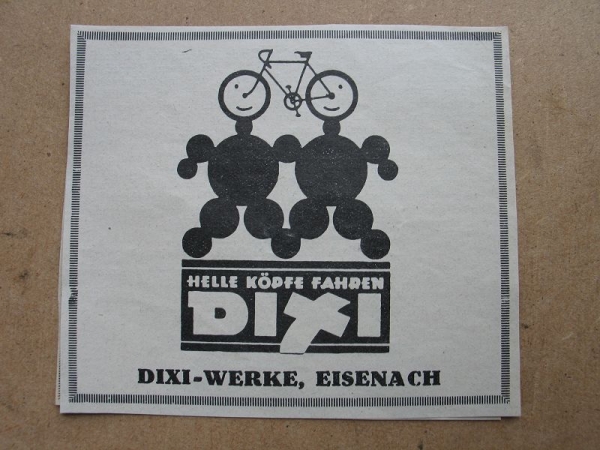 HELLE KÖPFE FAHREN
DIXI
DIXI-WERKE, EISENACH